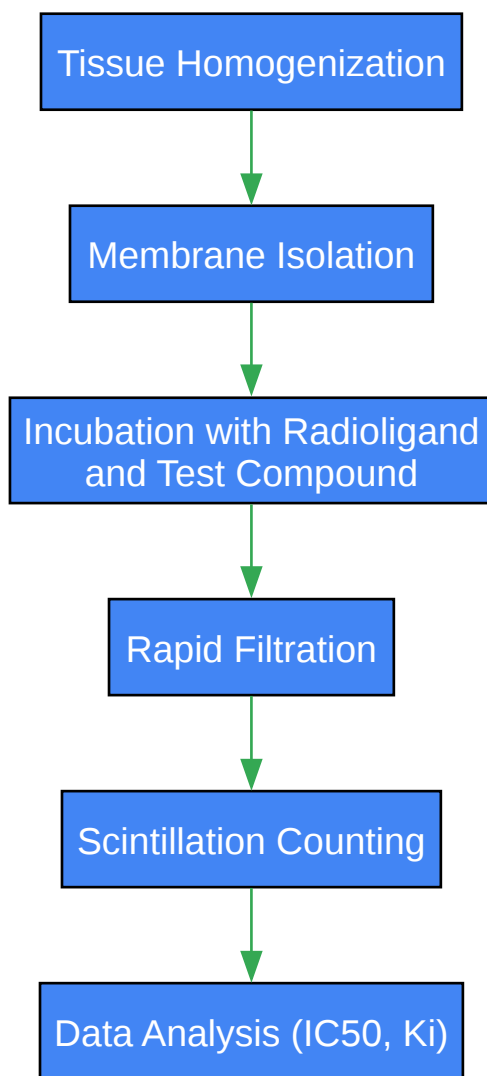 Tissue Homogenization
Membrane Isolation
Incubation with Radioligand
and Test Compound
Rapid Filtration
Scintillation Counting
Data Analysis (IC50, Ki)